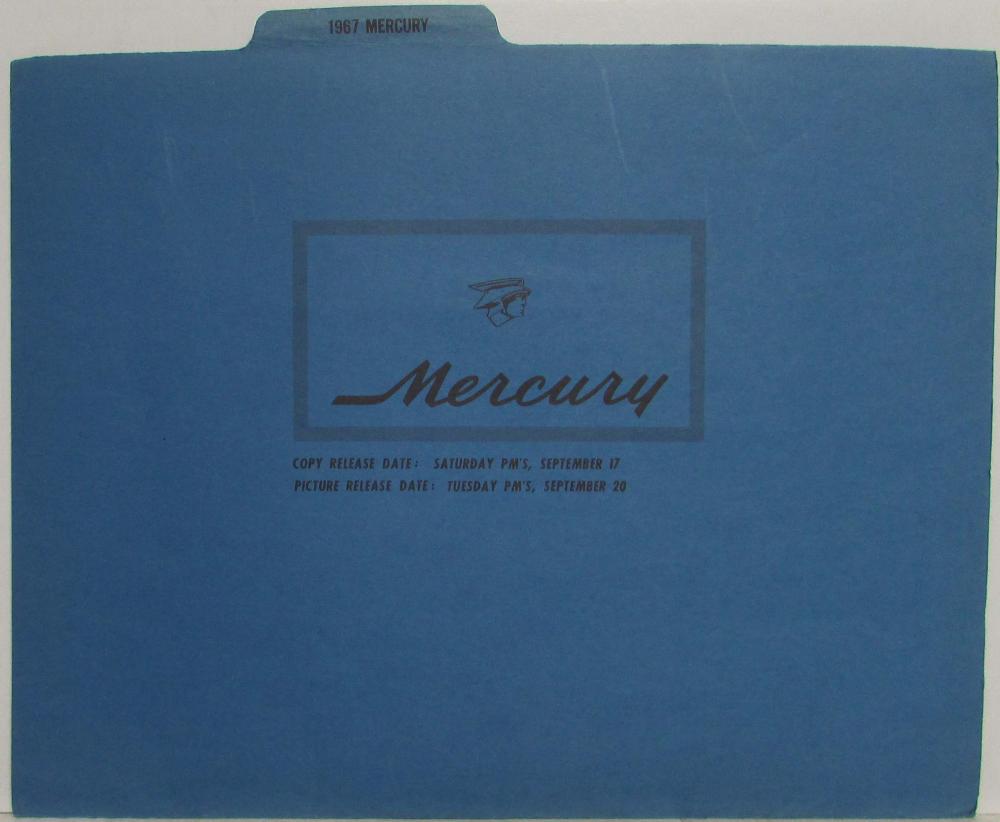 1967 MERCURY
Mercury
COPY RELEASE DATE: SATURDAY PM'S, SEPTEMBER 17
PICTURE RELEASE DATE: TUESDAY PM'S, SEPTEMBER 20